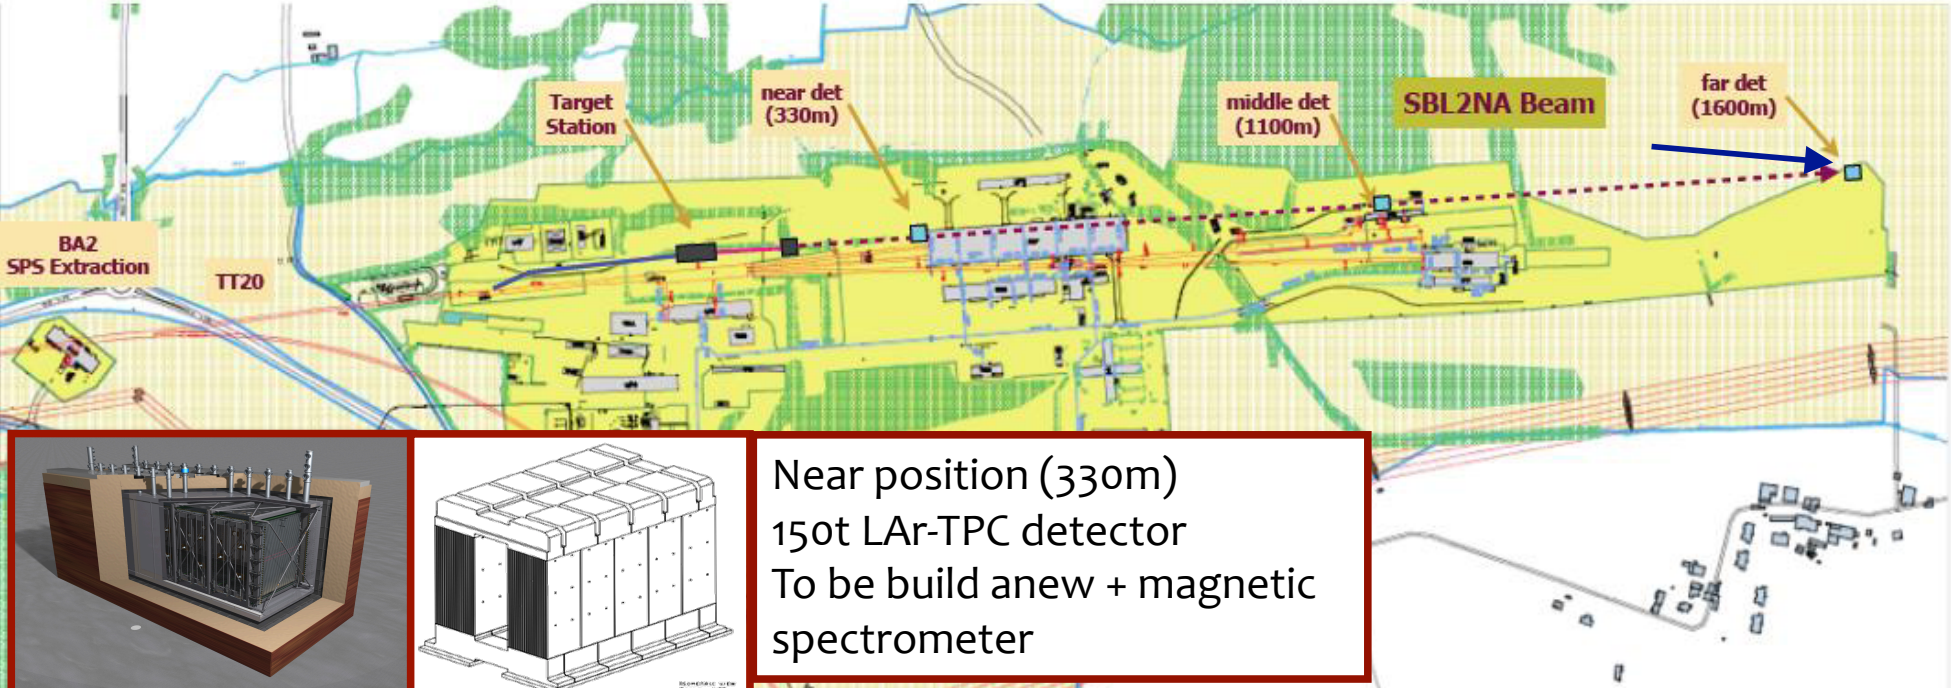 Target
Station
near det
(330m)
middle det
(1100m)
SBL2NA Beam
far det
(1600m)
BA2
SPS Extraction
TT20
Near position (330m)
150t LAr-TPC detector
To be build anew + magnetic
spectrometer